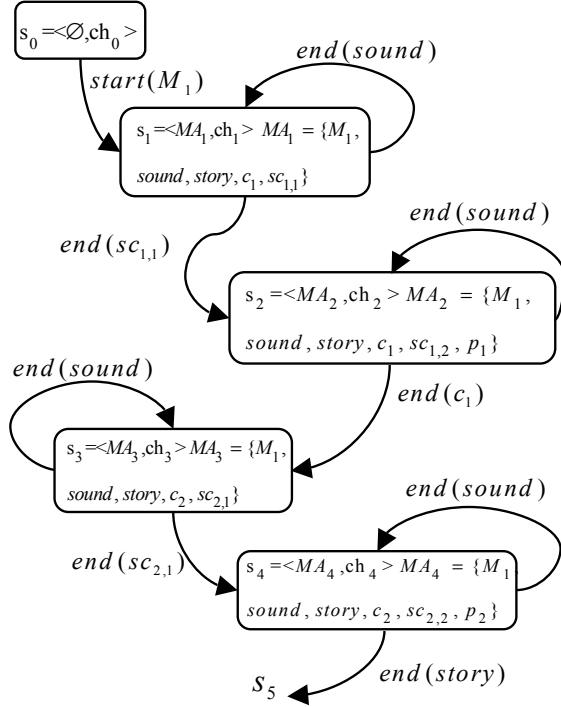 s₀=<∅,ch₀>
start(M₁)
end(sound)
s₁=<MA₁,ch₁> MA₁ = {M₁,
sound, story, c₁, sc₁,₁}
end(sc₁,₁)
end(sound)
s₂=<MA₂,ch₂> MA₂ = {M₁,
sound, story, c₁, sc₁,₂, p₁}
end(c₁)
end(sound)
s₃=<MA₃,ch₃> MA₃ = {M₁,
sound, story, c₂, sc₂,₁}
end(sc₂,₁)
end(sound)
s₄=<MA₄,ch₄> MA₄ = {M₁
sound, story, c₂, sc₂,₂, p₂}
end(story)
s₅